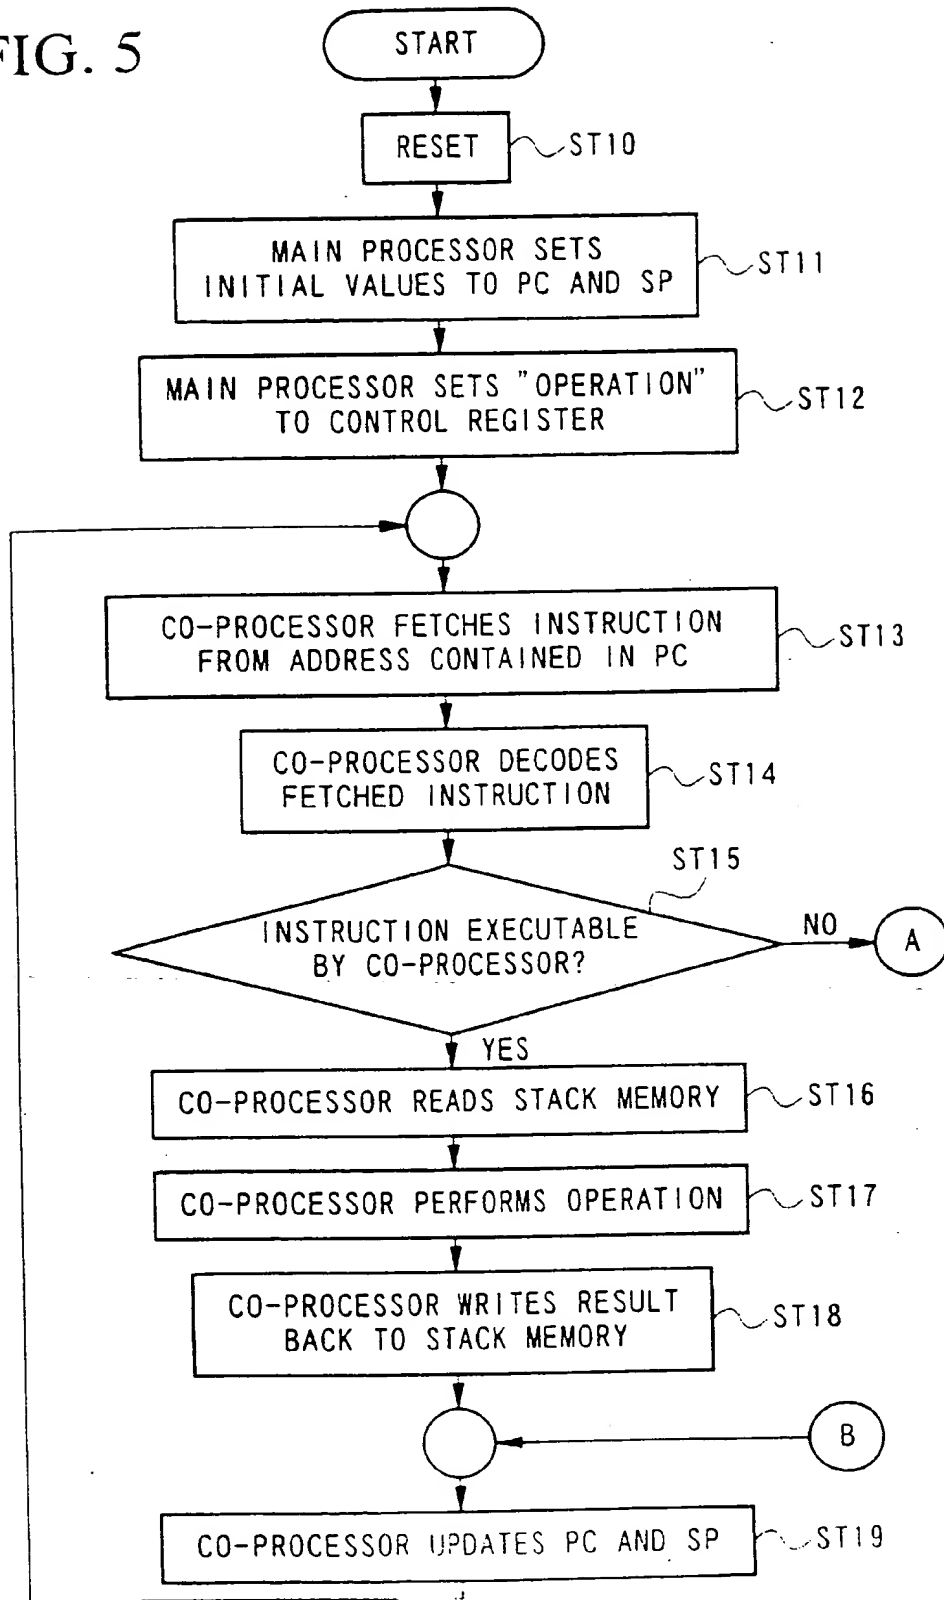 FIG. 5
START
RESET
ST10
MAIN PROCESSOR SETS
INITIAL VALUES TO PC AND SP
ST11
MAIN PROCESSOR SETS "OPERATION"
TO CONTROL REGISTER
ST12
CO-PROCESSOR FETCHES INSTRUCTION
FROM ADDRESS CONTAINED IN PC
ST13
CO-PROCESSOR DECODES
FETCHED INSTRUCTION
ST14
ST15
INSTRUCTION EXECUTABLE
BY CO-PROCESSOR?
NO
A
YES
CO-PROCESSOR READS STACK MEMORY
ST16
CO-PROCESSOR PERFORMS OPERATION
ST17
CO-PROCESSOR WRITES RESULT
BACK TO STACK MEMORY
ST18
B
CO-PROCESSOR UPDATES PC AND SP
ST19